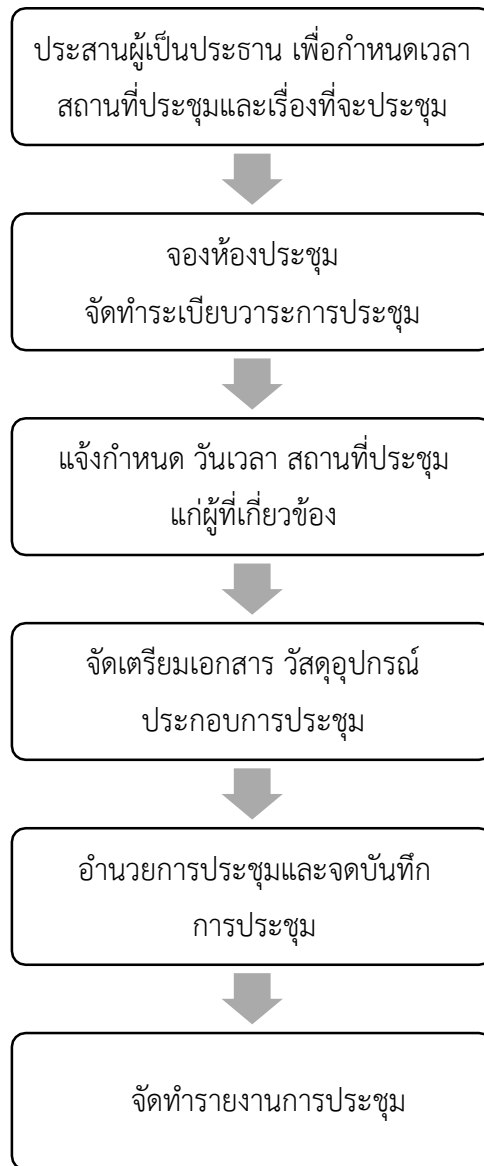 ประสานผู้เป็นประธาน เพื่อกำหนดเวลา
สถานที่ประชุมและเรื่องที่จะประชุม
จองห้องประชุม
จัดทำระเบียบวาระการประชุม
แจ้งกำหนด วันเวลา สถานที่ประชุม
แก่ผู้ที่เกี่ยวข้อง
จัดเตรียมเอกสาร วัสดุอุปกรณ์
ประกอบการประชุม
อำนวยการประชุมและจดบันทึก
การประชุม
จัดทำรายงานการประชุม